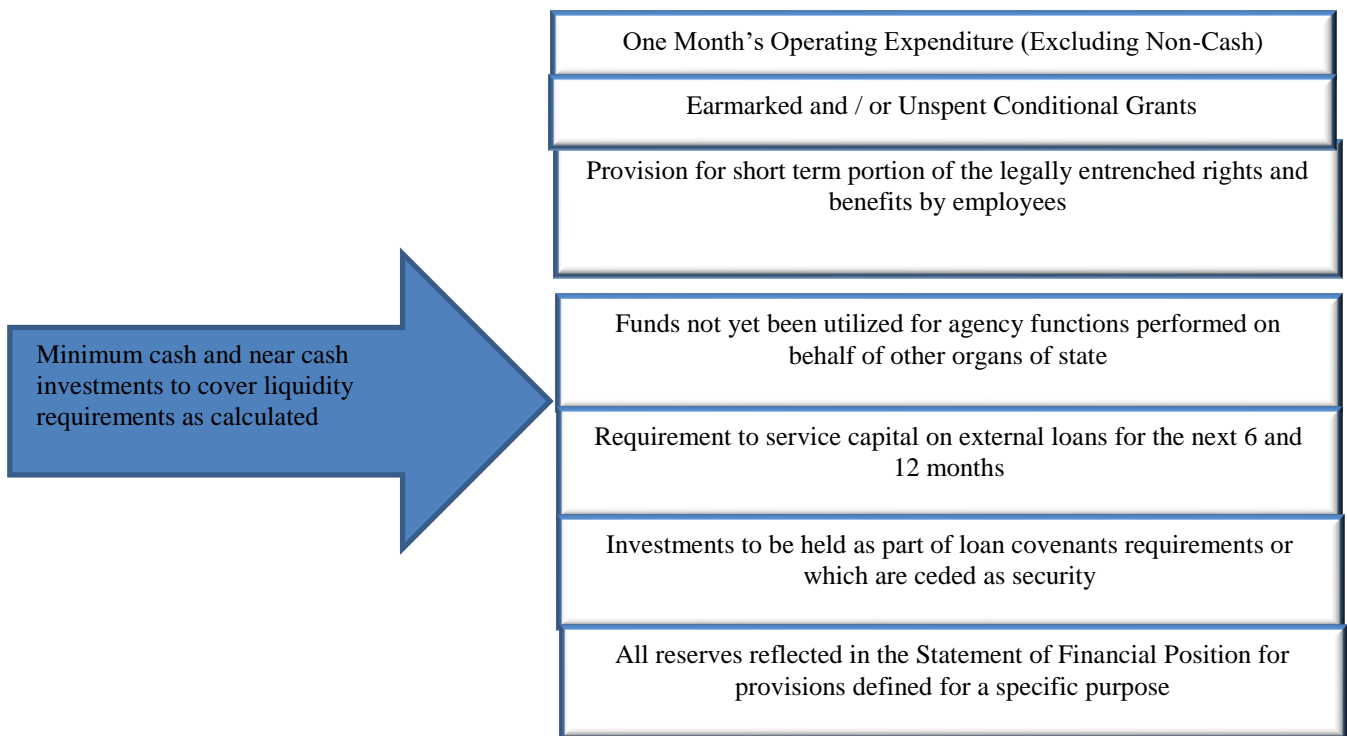 One Month’s Operating Expenditure (Excluding Non-Cash)
Earmarked and / or Unspent Conditional Grants
Provision for short term portion of the legally entrenched rights and
benefits by employees
Minimum cash and near cash
investments to cover liquidity
requirements as calculated
Funds not yet been utilized for agency functions performed on
behalf of other organs of state
Requirement to service capital on external loans for the next 6 and
12 months
Investments to be held as part of loan covenants requirements or
which are ceded as security
All reserves reflected in the Statement of Financial Position for
provisions defined for a specific purpose